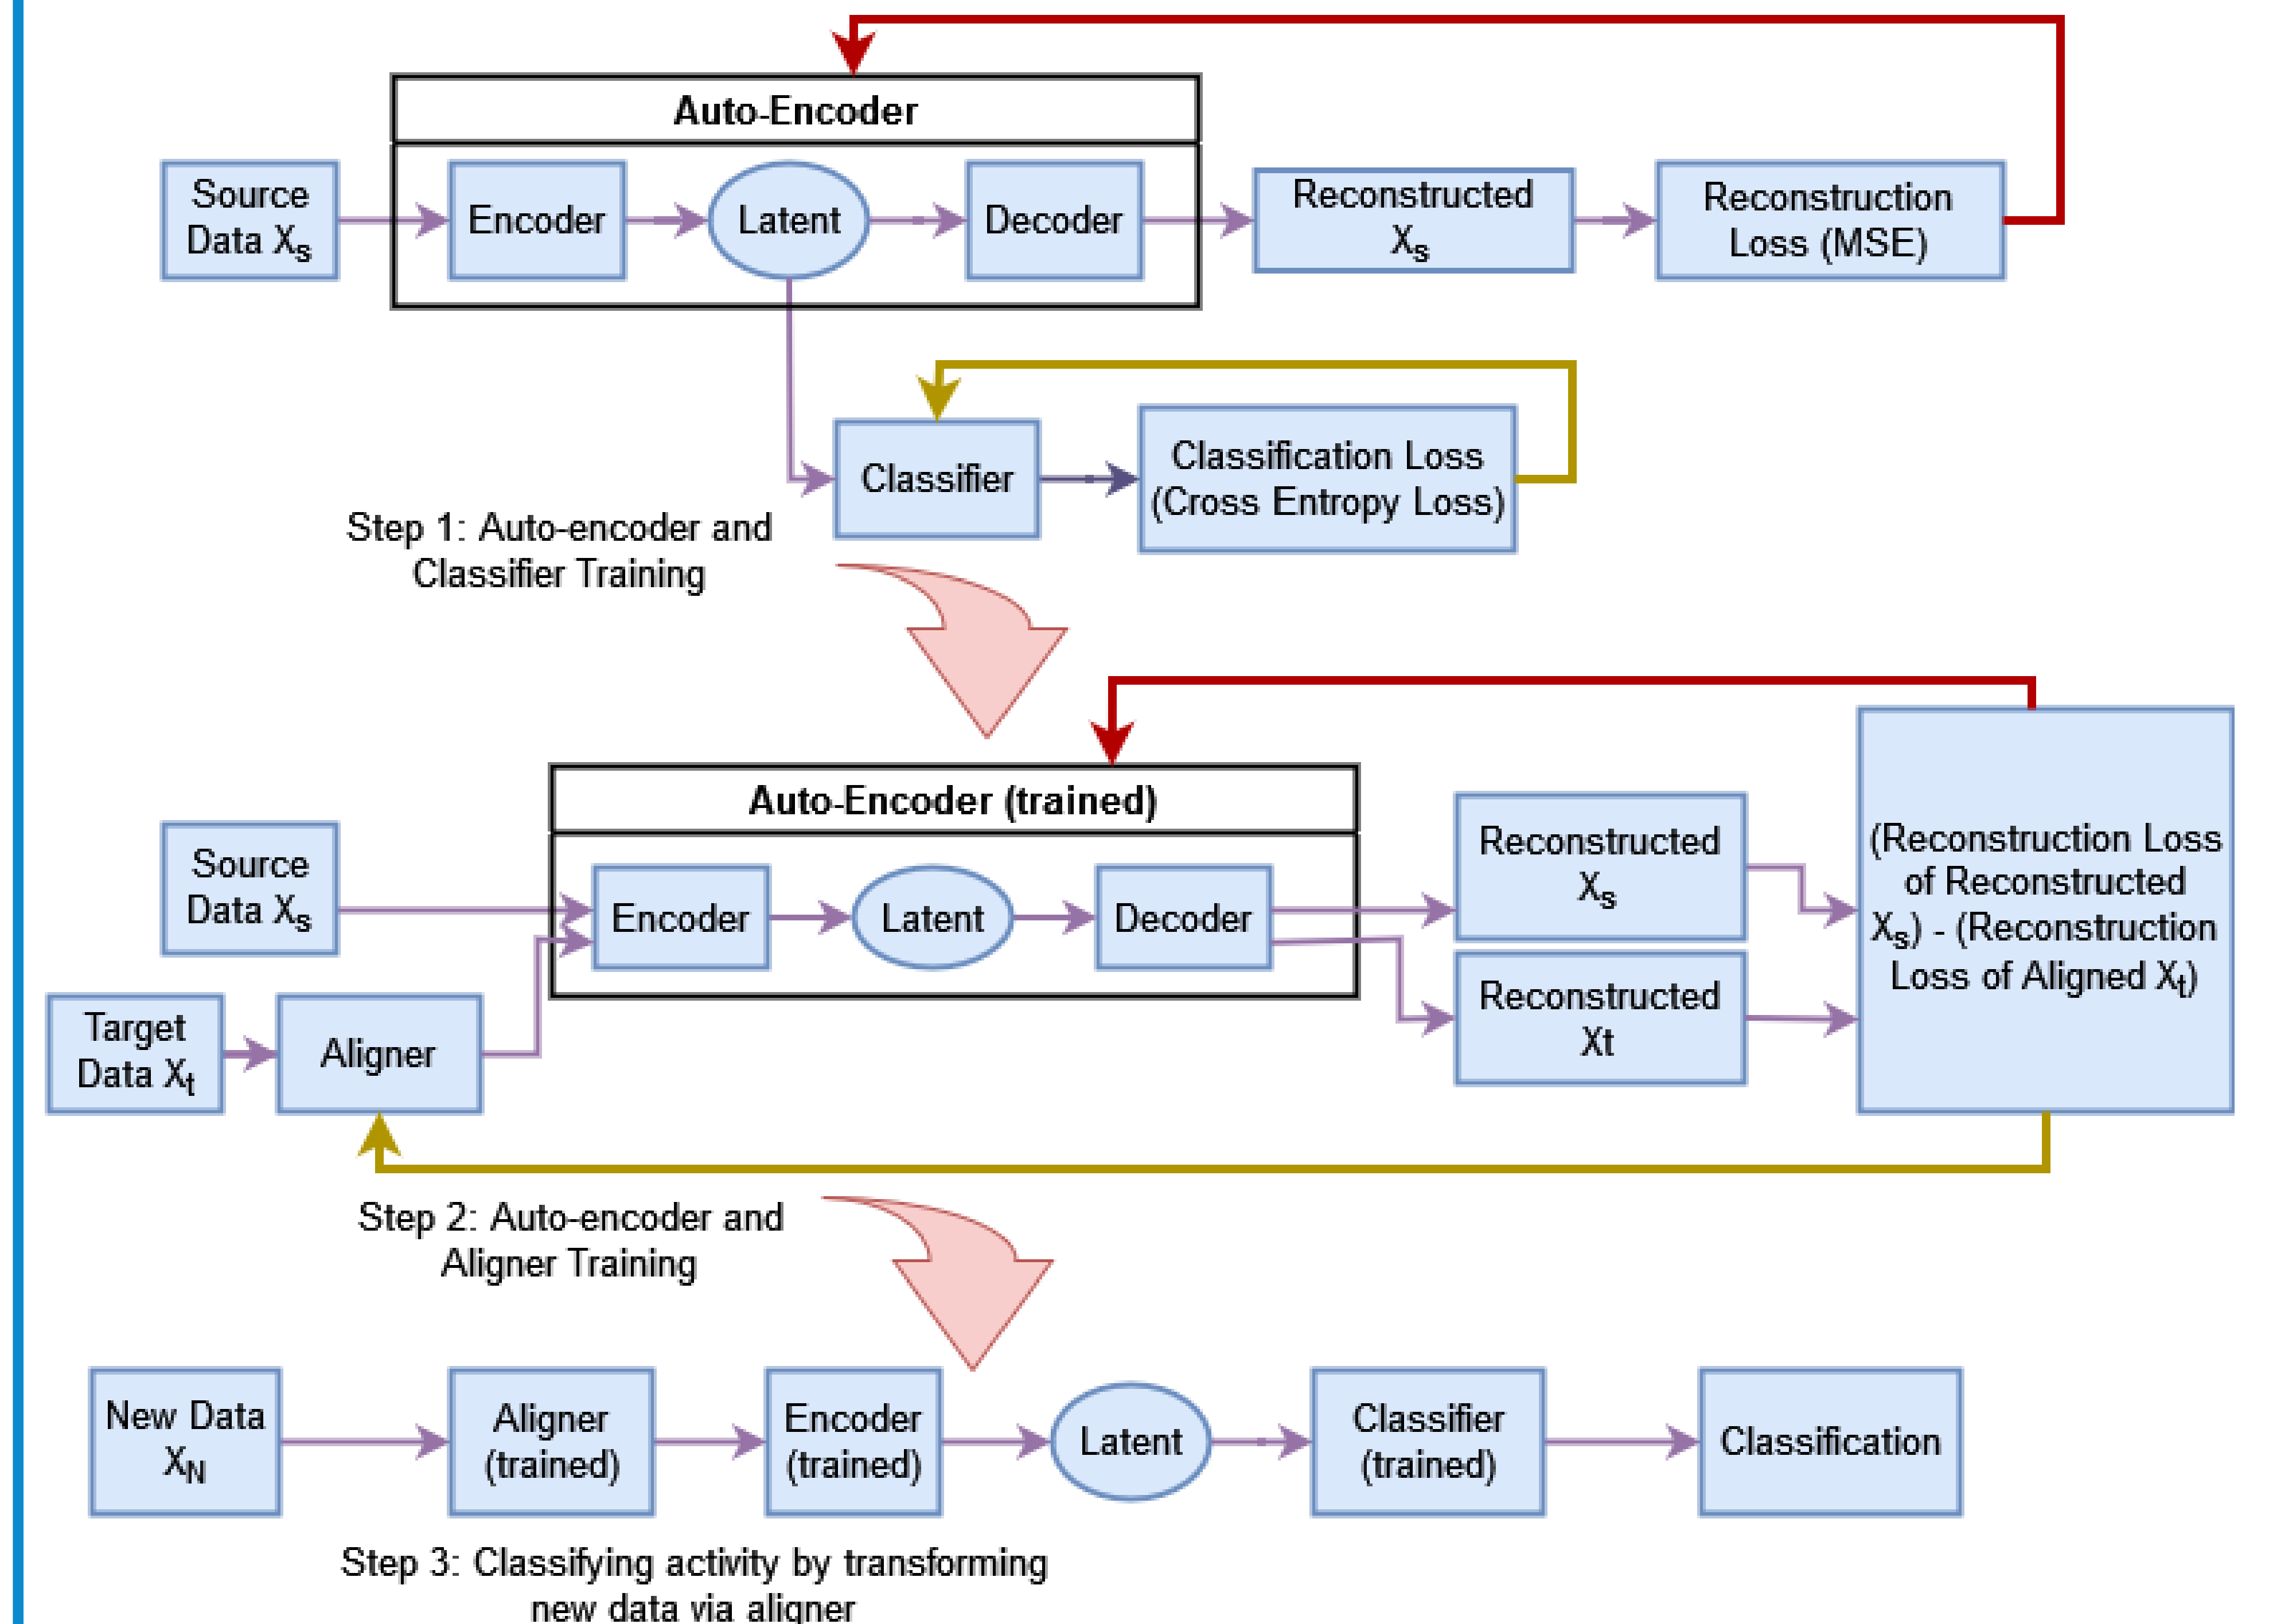 Auto-Encoder
Source
Data Xs
Encoder
Latent
Decoder
Reconstructed
Xs
Reconstruction
Loss (MSE)
Classifier
Classification Loss
(Cross Entropy Loss)
Step 1: Auto-encoder and
Classifier Training
Auto-Encoder (trained)
Source
Data Xs
Encoder
Latent
Decoder
Reconstructed
Xs
(Reconstruction Loss
of Reconstructed
Xs) - (Reconstruction
Loss of Aligned Xt)
Target
Data Xt
Aligner
Reconstructed
Xt
Step 2: Auto-encoder and
Aligner Training
New Data
XN
Aligner
(trained)
Encoder
(trained)
Latent
Classifier
(trained)
Classification
Step 3: Classifying activity by transforming
new data via aligner